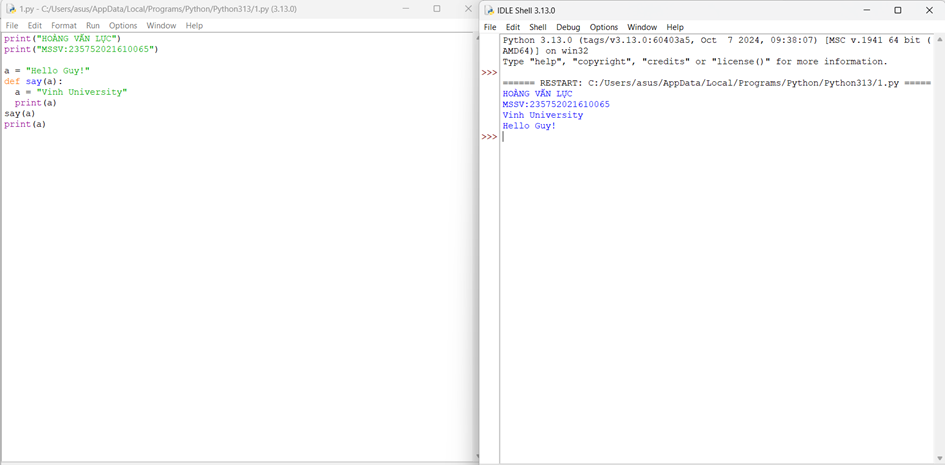 1.py - C:/Users/asus/AppData/Local/Programs/Python/Python313/1.py (3.13.0)
File Edit Format Run Options Window Help
print("HOÀNG VĂN LỰC")
print("MSSV:235752021610065")
a = "Hello Guy!"
def say(a):
  a = "Vinh University"
  print(a)
say(a)
print(a)
IDLE Shell 3.13.0
File Edit Shell Debug Options Window Help
Python 3.13.0 (tags/v3.13.0:60403a5, Oct  7 2024, 09:38:07) [MSC v.1941 64 bit (
AMD64)] on win32
Type "help", "copyright", "credits" or "license()" for more information.
>>>
====== RESTART: C:/Users/asus/AppData/Local/Programs/Python/Python313/1.py =====
HOÀNG VĂN LỰC
MSSV:235752021610065
Vinh University
Hello Guy!
>>>